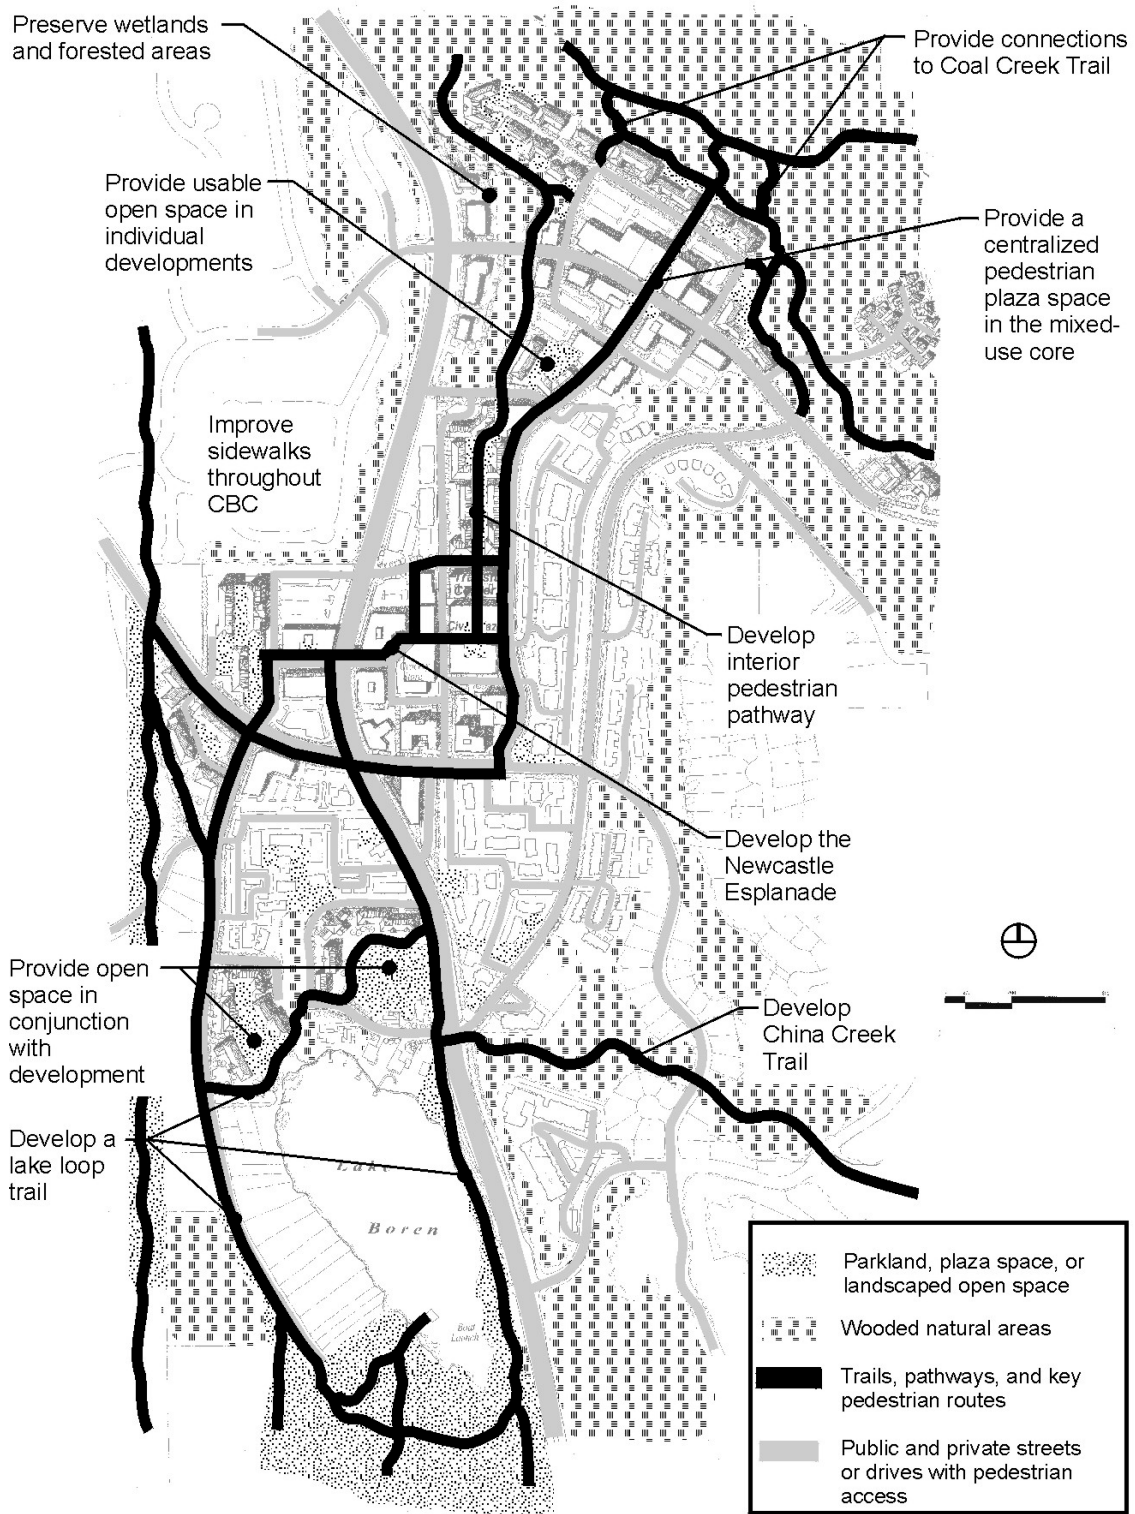 Preserve wetlands
and forested areas
Provide connections
to Coal Creek Trail
Provide usable
open space in
individual
developments
Provide a
centralized
pedestrian
plaza space
in the mixed-
use core
Improve
sidewalks
throughout
CBC
Develop
interior
pedestrian
pathway
Develop the
Newcastle
Esplanade
Provide open
space in
conjunction
with
development
Develop
China Creek
Trail
Develop a
lake loop
trail
Lake
Boren
Boat
Launch
Parkland, plaza space, or
landscaped open space
Wooded natural areas
Trails, pathways, and key
pedestrian routes
Public and private streets
or drives with pedestrian
access